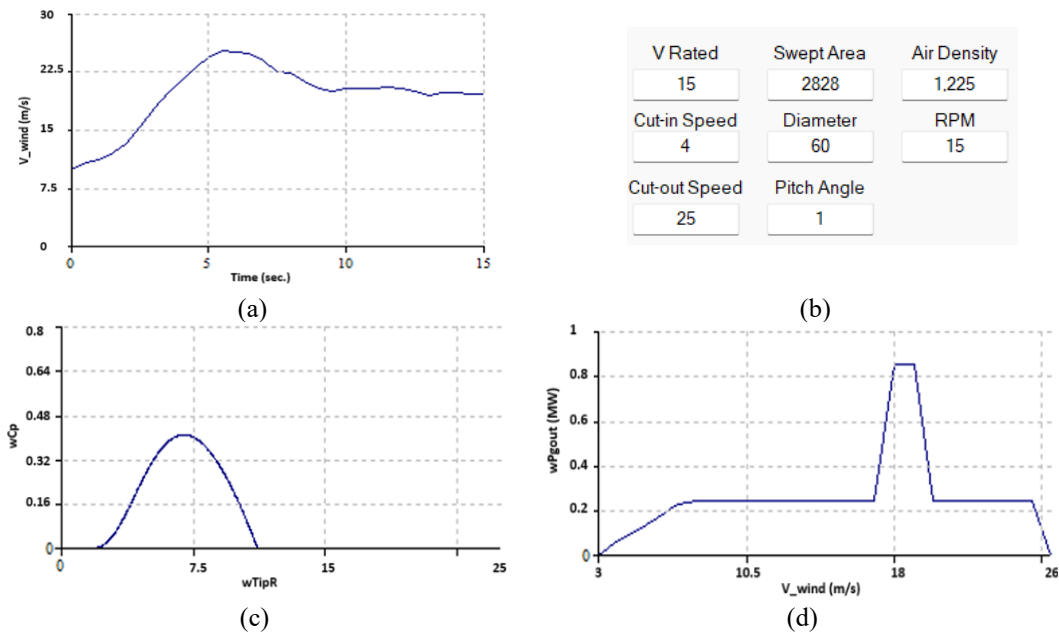 30
22.5
15
7.5
0
V_wind (m/s)
0 5 10 15
Time (sec.)
(a)
V Rated Swept Area Air Density
15 2828 1,225
Cut-in Speed Diameter RPM
4 60 15
Cut-out Speed Pitch Angle
25 1
(b)
0.8
0.64
0.48
0.32
0.16
0
wCp
0 7.5 15 25
wTipR
(c)
1
0.8
0.6
0.4
0.2
0
wPgout (MW)
3 10.5 18 26
V_wind (m/s)
(d)